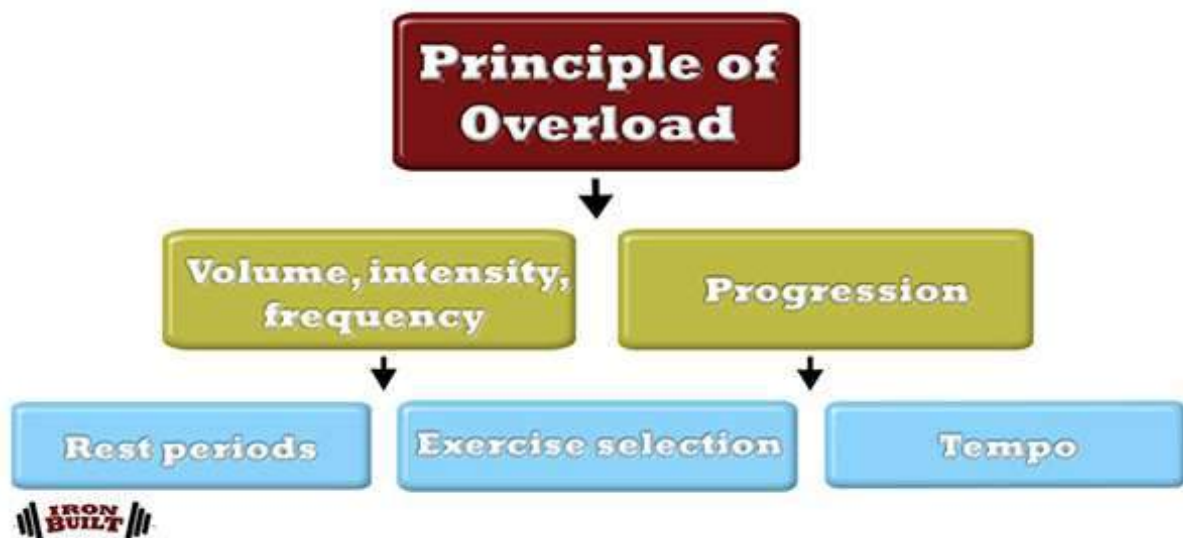 Principle of
Overload
Volume, intensity,
frequency
Progression
Rest periods
Exercise selection
Tempo
IRON
BUILT